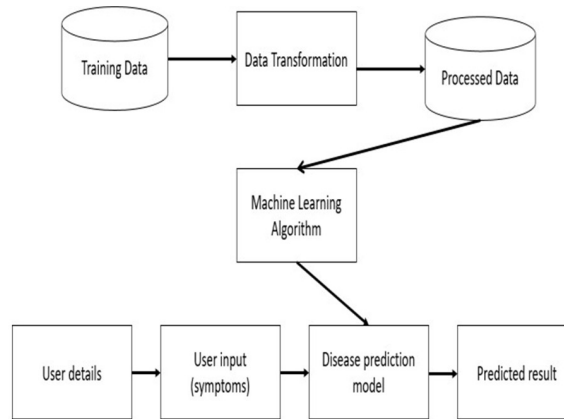 Training Data
Data Transformation
Processed Data
Machine Learning
Algorithm
User details
User input
(symptoms)
Disease prediction
model
Predicted result